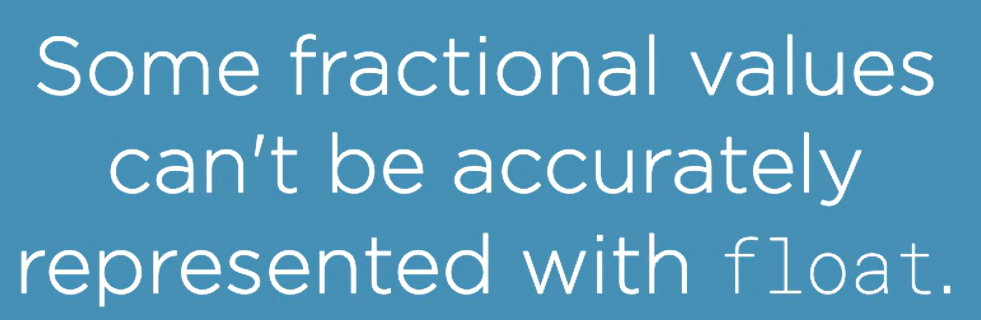 Some fractional values
can't be accurately
represented with float.